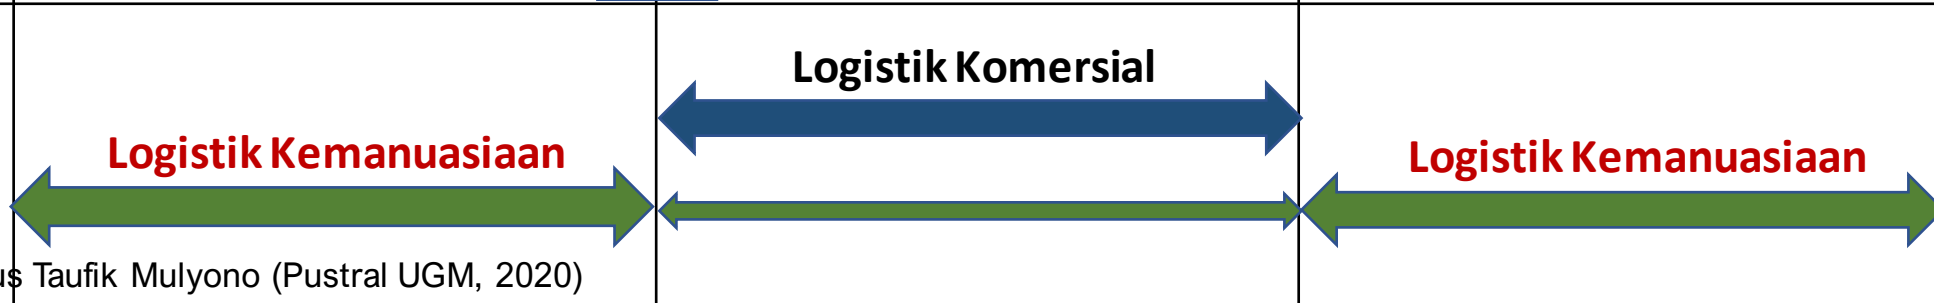 Logistik Komersial
Logistik Kemanuasiaan
Logistik Kemanuasiaan
Taufik Mulyono (Pustral UGM, 2020)